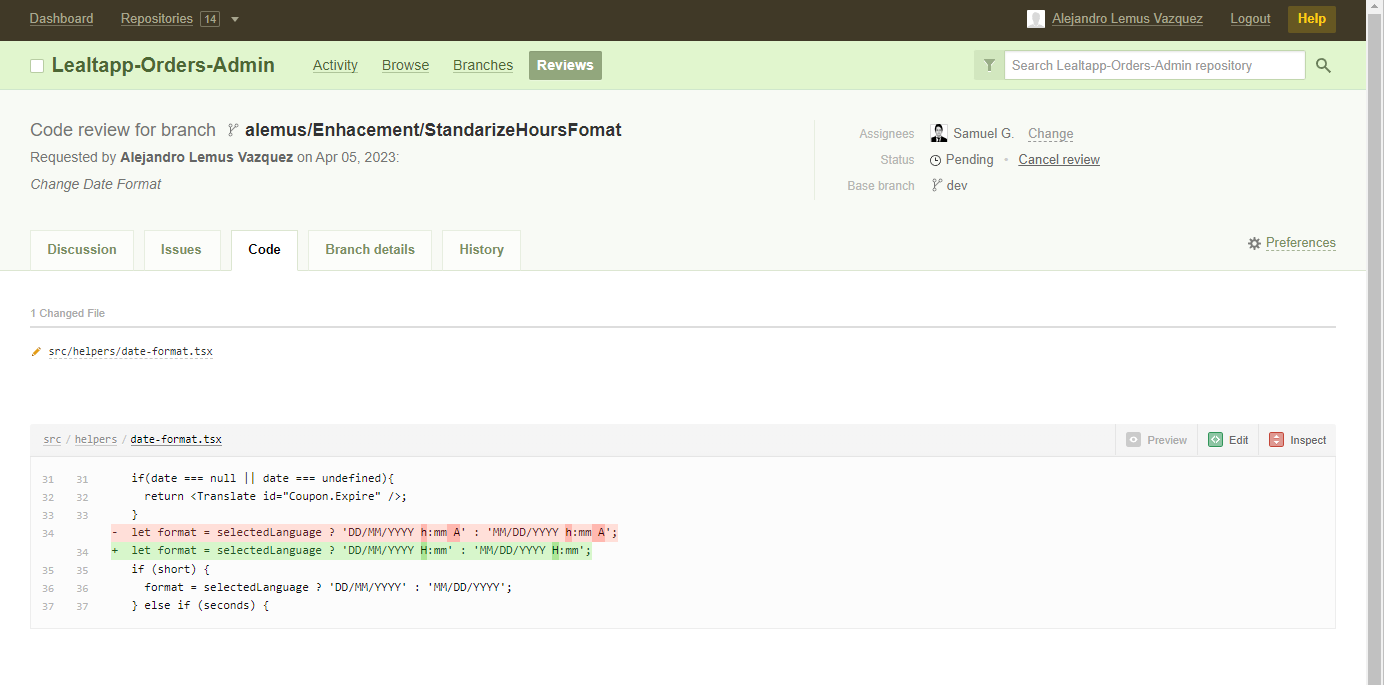 Dashboard Repositories 14 Alejandro Lemus Vazquez Logout Help
Lealtapp-Orders-Admin Activity Browse Branches Reviews Search Lealtapp-Orders-Admin repository
Code review for branch alemus/Enhacement/StandarizeHoursFomat
Requested by Alejandro Lemus Vazquez on Apr 05, 2023:
Change Date Format
Assignees Samuel G. Change
Status Pending • Cancel review
Base branch dev
Discussion Issues Code Branch details History Preferences
1 Changed File
src/helpers/date-format.tsx
src / helpers / date-format.tsx Preview Edit Inspect
31 31 if(date === null || date === undefined){
32 32 return <Translate id="Coupon.Expire" />;
33 33 }
34 - let format = selectedLanguage ? 'DD/MM/YYYY h:mm A' : 'MM/DD/YYYY h:mm A';
34 + let format = selectedLanguage ? 'DD/MM/YYYY H:mm' : 'MM/DD/YYYY H:mm';
35 35 if (short) {
36 36 format = selectedLanguage ? 'DD/MM/YYYY' : 'MM/DD/YYYY';
37 37 } else if (seconds) {